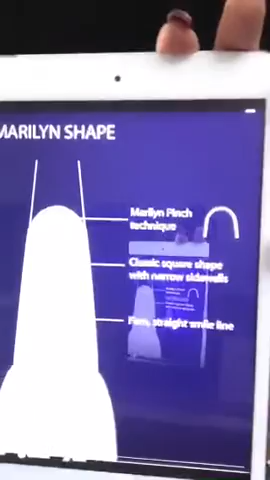 MARILYN SHAPE
Marilyn Pinch
technique
Classic square shape
with narrow sidewalls
Firm, straight smile line